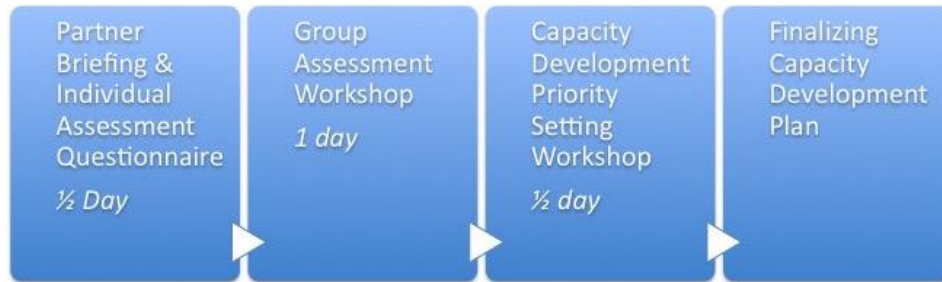 Partner
Briefing &
Individual
Assessment
Questionnaire
½ Day
Group
Assessment
Workshop
1 day
Capacity
Development
Priority
Setting
Workshop
½ day
Finalizing
Capacity
Development
Plan